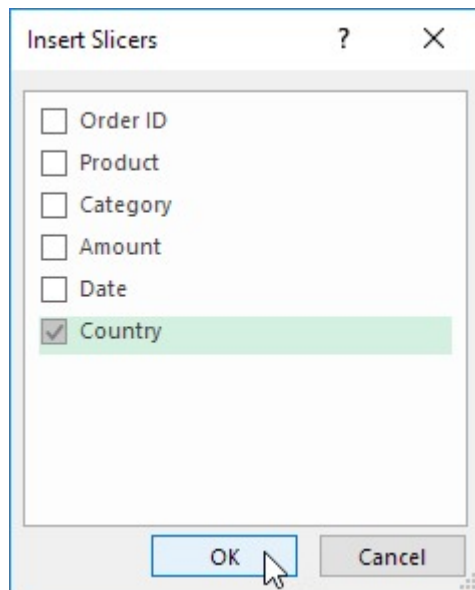 Insert Slicers ? ×
Order ID
Product
Category
Amount
Date
Country
OK Cancel